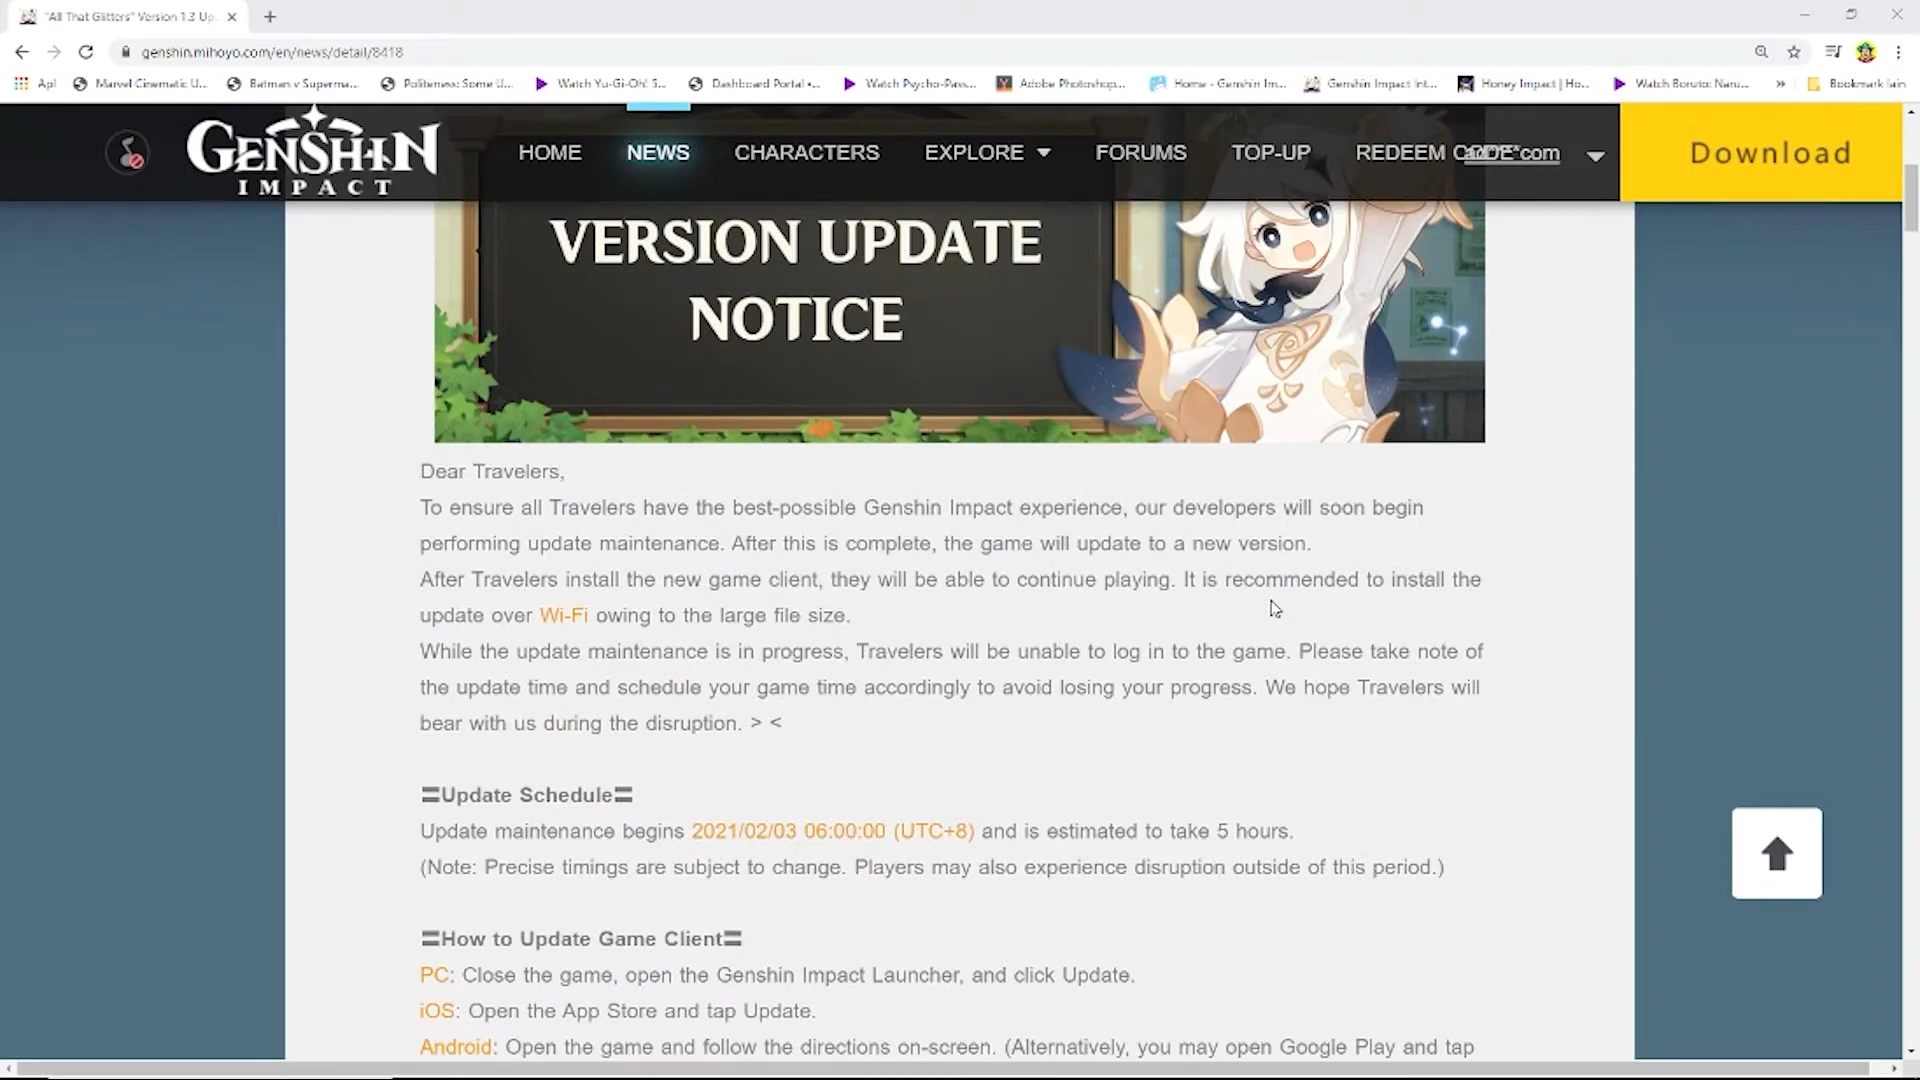 "All That Glitters" Version 1.3 Up
genshin.mihoyo.com/en/news/detail/8418
Apl Marvel Cinematic U... Batman v Superma... Politeness: Some U... Watch Yu-Gi-Oh! 5... Dashboard Portal •... Watch Psycho-Pass... Adobe Photoshop... Home - Genshin Im... Genshin Impact Int... Honey Impact | Ho... Watch Boruto: Naru... » Bookmark lain
GENSHIN
IMPACT
HOME NEWS CHARACTERS EXPLORE FORUMS TOP-UP REDEEM CODE Download
VERSION UPDATE
NOTICE
Dear Travelers,
To ensure all Travelers have the best-possible Genshin Impact experience, our developers will soon begin
performing update maintenance. After this is complete, the game will update to a new version.
After Travelers install the new game client, they will be able to continue playing. It is recommended to install the
update over Wi-Fi owing to the large file size.
While the update maintenance is in progress, Travelers will be unable to log in to the game. Please take note of
the update time and schedule your game time accordingly to avoid losing your progress. We hope Travelers will
bear with us during the disruption. > <
〓Update Schedule〓
Update maintenance begins 2021/02/03 06:00:00 (UTC+8) and is estimated to take 5 hours.
(Note: Precise timings are subject to change. Players may also experience disruption outside of this period.)
〓How to Update Game Client〓
PC: Close the game, open the Genshin Impact Launcher, and click Update.
iOS: Open the App Store and tap Update.
Android: Open the game and follow the directions on-screen. (Alternatively, you may open Google Play and tap